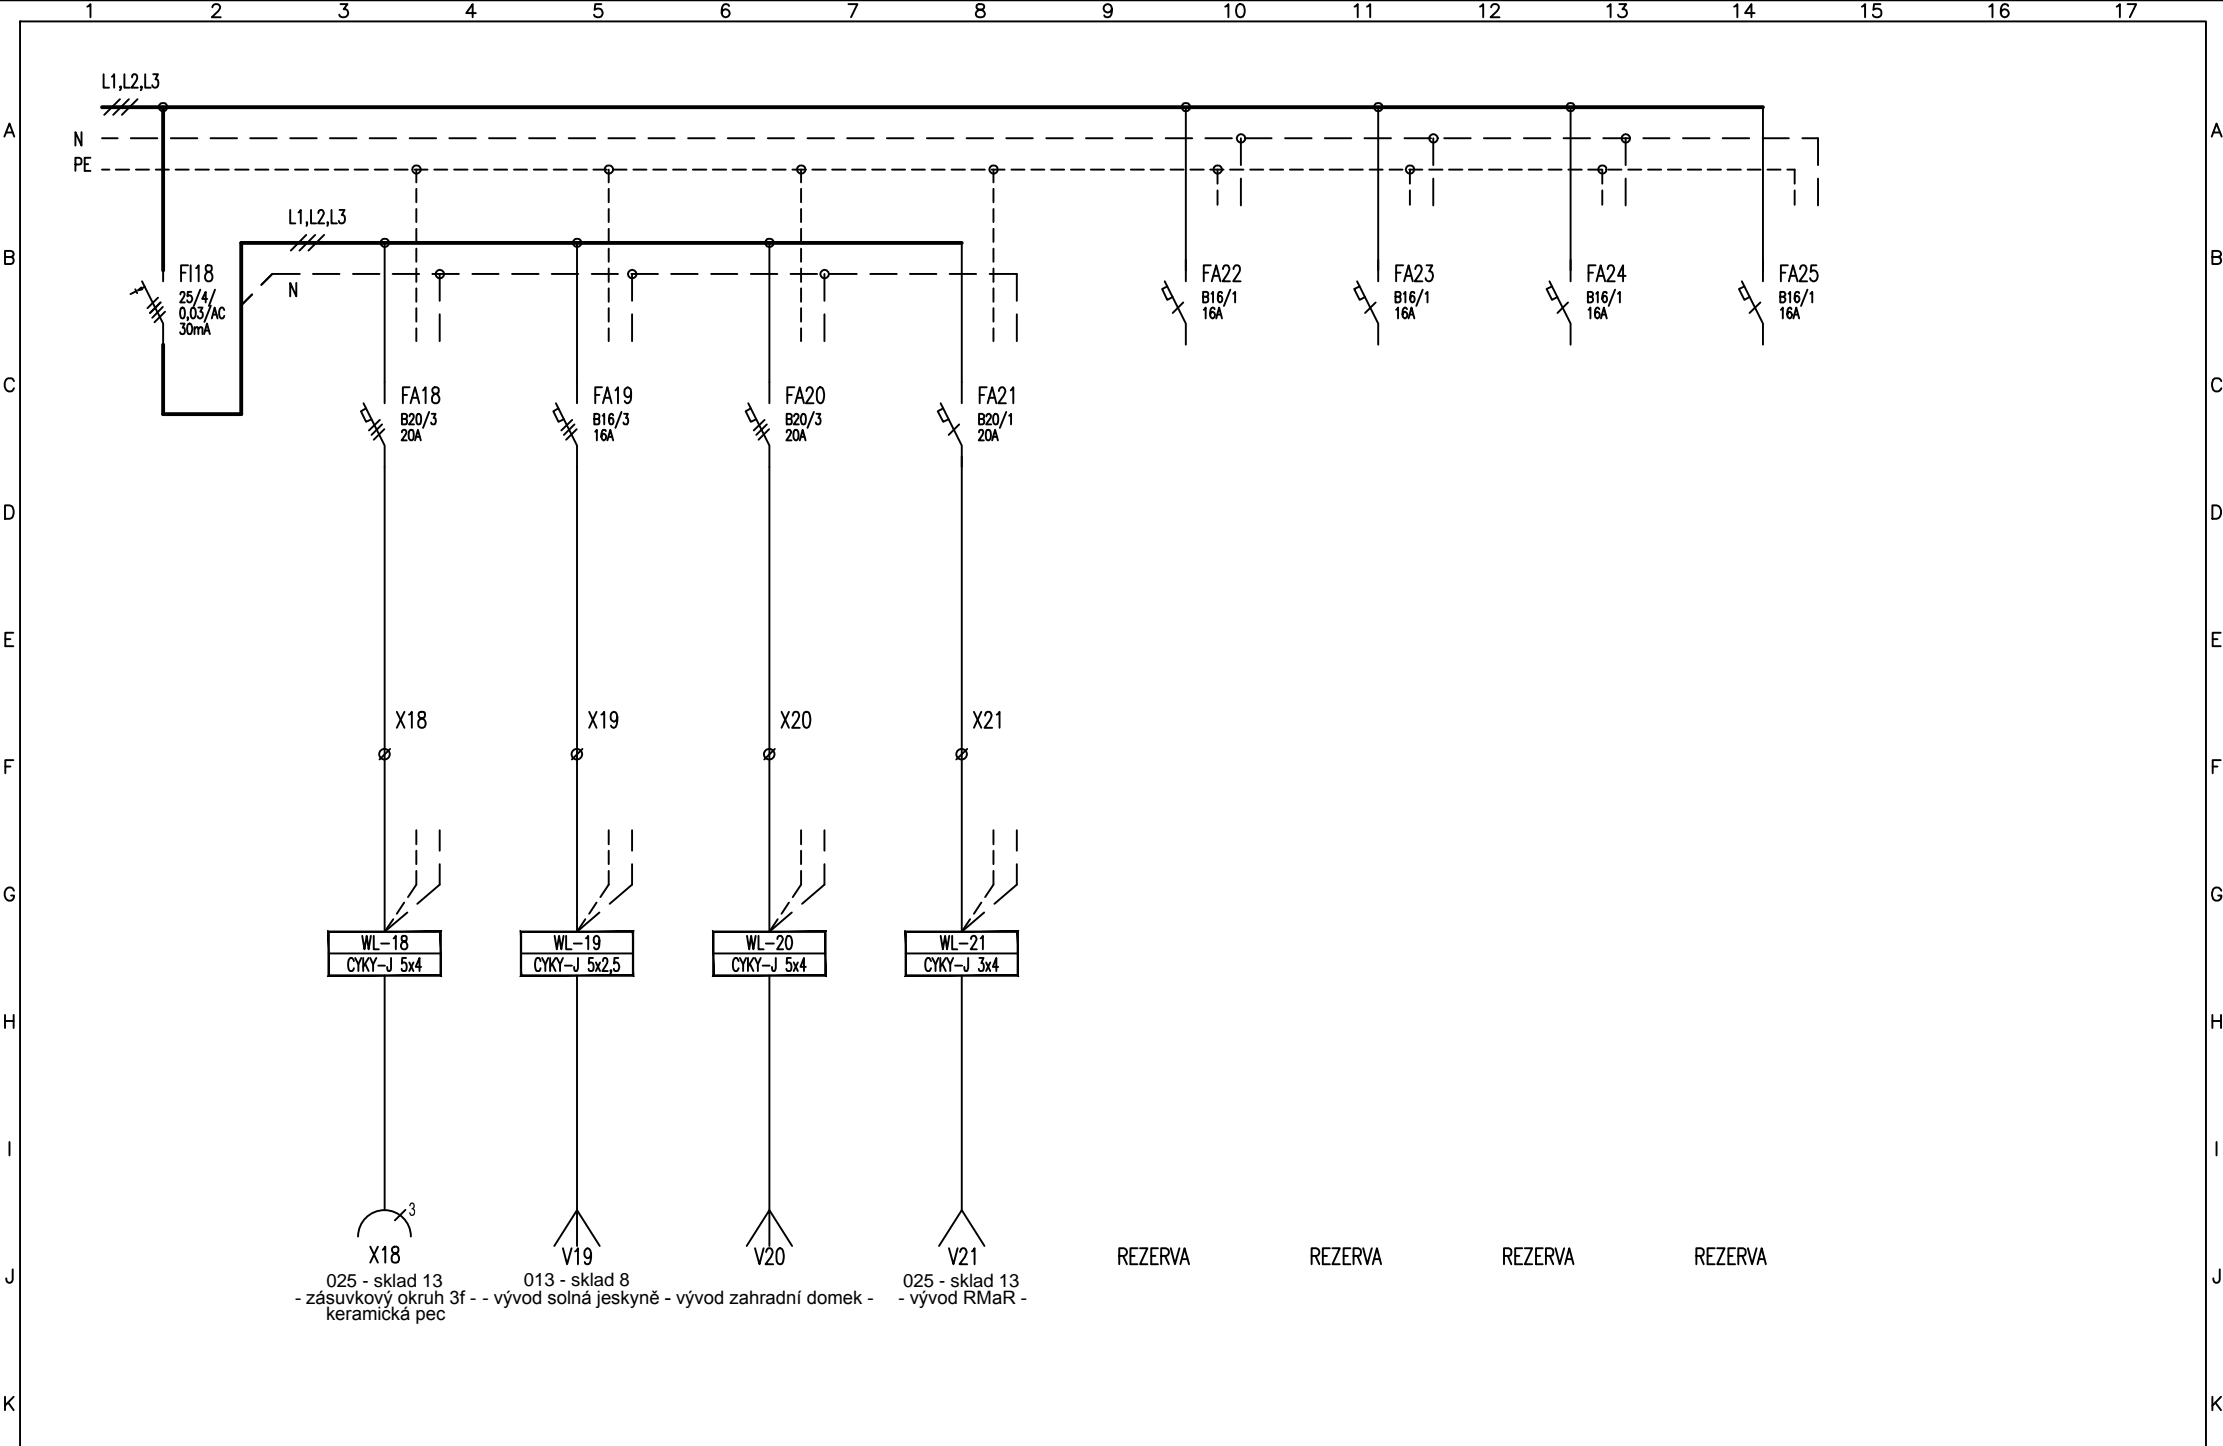 1 2 3 4 5 6 7 8 9 10 11 12 13 14 15 16 17
L1,L2,L3
A A
N
PE
L1,L2,L3
B B
FI18
25/4/
0,03/AC
30mA
N
FA22
B16/1
16A
FA23
B16/1
16A
FA24
B16/1
16A
FA25
B16/1
16A
C C
FA18
B20/3
20A
FA19
B16/3
16A
FA20
B20/3
20A
FA21
B20/1
20A
D D
E E
X18 X19 X20 X21
F F
G G
WL-18
CYKY-J 5x4
WL-19
CYKY-J 5x2,5
WL-20
CYKY-J 5x4
WL-21
CYKY-J 3x4
H H
I I
3
X18
025 - sklad 13
- zásuvkový okruh 3f -
keramická pec
V19
013 - sklad 8
- vývod solná jeskyně -
V20
vývod zahradní domek -
V21
025 - sklad 13
- vývod RMaR -
REZERVA REZERVA REZERVA REZERVA
J J
K K